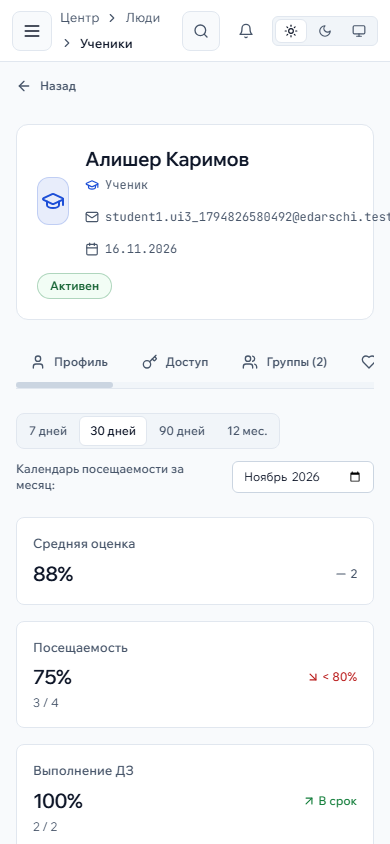 Центр > Люди
> Ученики
Назад
Алишер Каримов
Ученик
student1.ui3_1794826580492@edarschi.test
16.11.2026
Активен
Профиль Доступ Группы (2)
7 дней 30 дней 90 дней 12 мес.
Календарь посещаемости за
месяц:
Ноябрь 2026
Средняя оценка
88% — 2
Посещаемость
75% ↘ < 80%
3 / 4
Выполнение ДЗ
100% ↗ В срок
2 / 2